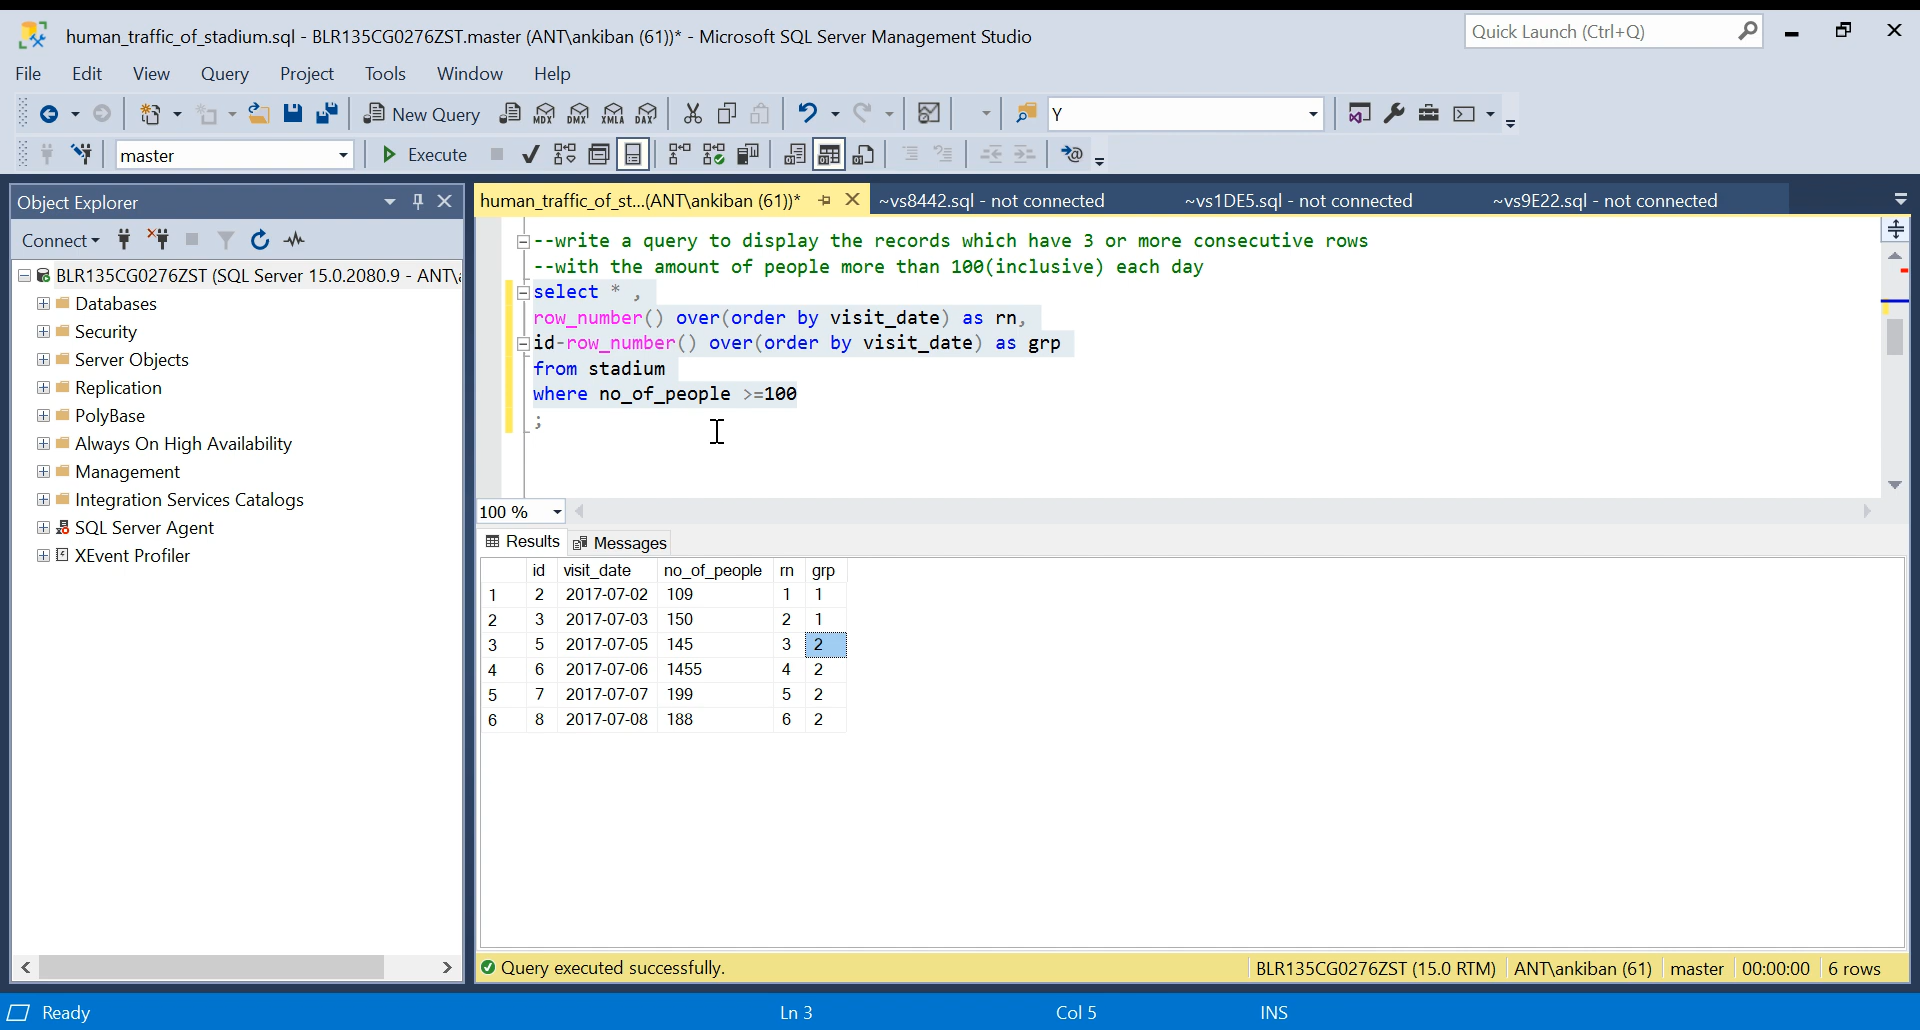 human_traffic_of_stadium.sql - BLR135CG0276ZST.master (ANT\ankiban (61))* - Microsoft SQL Server Management Studio
Quick Launch (Ctrl+Q)
File Edit View Query Project Tools Window Help
New Query MDX DMX XMLA DAX Y
master Execute
Object Explorer
human_traffic_of_st...(ANT\ankiban (61))* ~vs8442.sql - not connected ~vs1DE5.sql - not connected ~vs9E22.sql - not connected
Connect
BLR135CG0276ZST (SQL Server 15.0.2080.9 - ANT\
Databases
Security
Server Objects
Replication
PolyBase
Always On High Availability
Management
Integration Services Catalogs
SQL Server Agent
XEvent Profiler
--write a query to display the records which have 3 or more consecutive rows
--with the amount of people more than 100(inclusive) each day
select * ,
row_number() over(order by visit_date) as rn,
id-row_number() over(order by visit_date) as grp
from stadium
where no_of_people >=100
;
100 %
Results Messages
id visit_date no_of_people rn grp
1 2 2017-07-02 109 1 1
2 3 2017-07-03 150 2 1
3 5 2017-07-05 145 3 2
4 6 2017-07-06 1455 4 2
5 7 2017-07-07 199 5 2
6 8 2017-07-08 188 6 2
Query executed successfully. BLR135CG0276ZST (15.0 RTM) ANT\ankiban (61) master 00:00:00 6 rows
Ready Ln 3 Col 5 INS